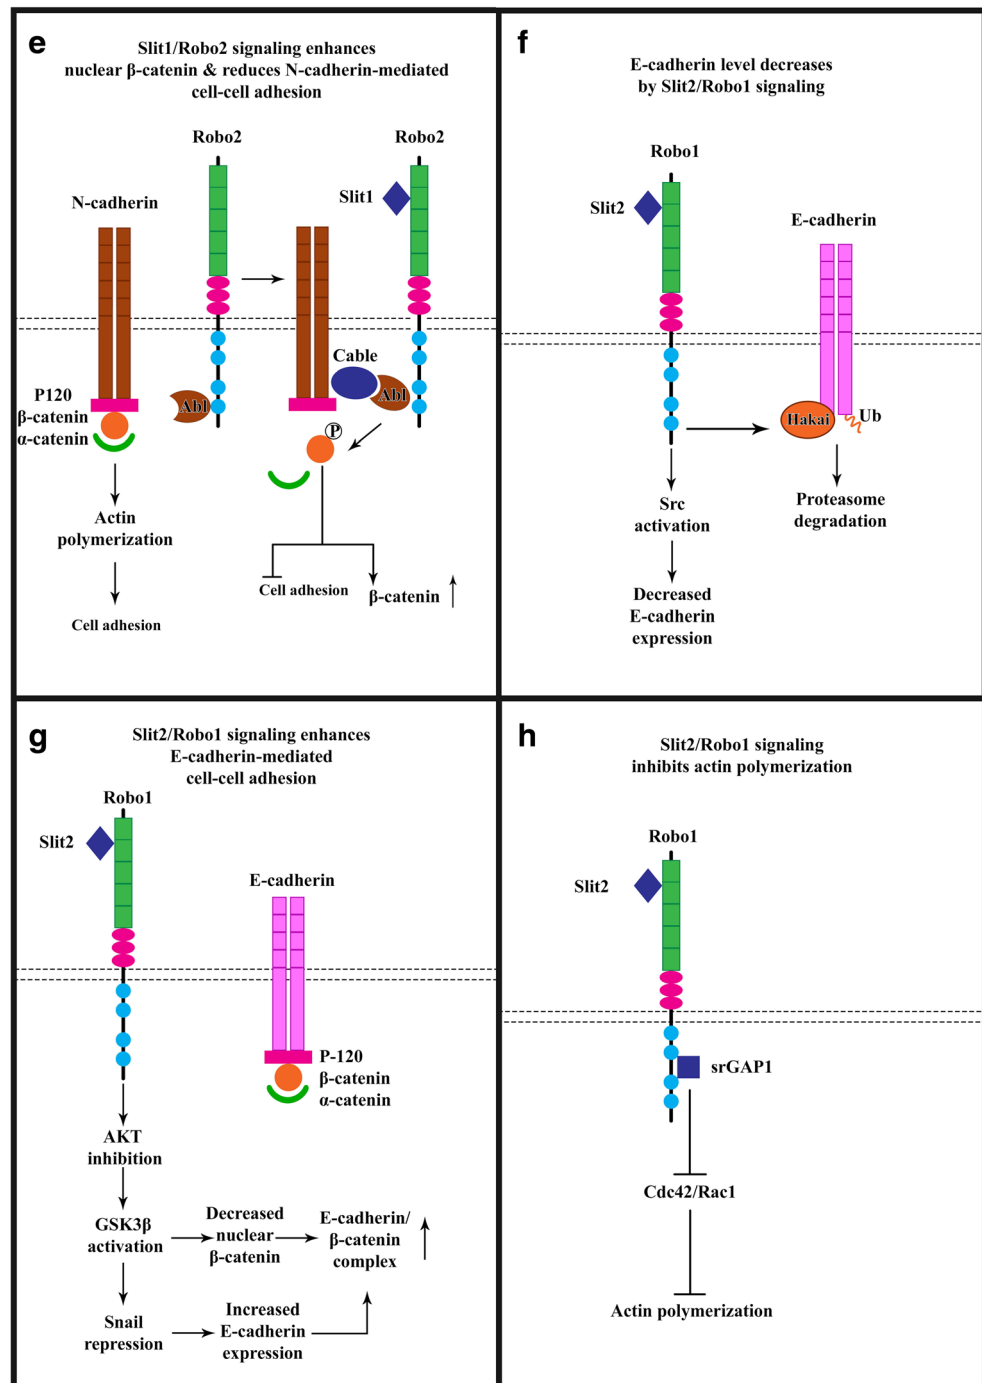 e
Slit1/Robo2 signaling enhances
nuclear β-catenin & reduces N-cadherin-mediated
cell-cell adhesion
Robo2
Robo2
N-cadherin
Slit1
Cable
Abl
Abl
P120
β-catenin
α-catenin
P
Actin
polymerization
Cell adhesion
Cell adhesion
β-catenin
f
E-cadherin level decreases
by Slit2/Robo1 signaling
Robo1
Slit2
E-cadherin
Hakai
Ub
Src
activation
Proteasome
degradation
Decreased
E-cadherin
expression
g
Slit2/Robo1 signaling enhances
E-cadherin-mediated
cell-cell adhesion
Robo1
Slit2
E-cadherin
P-120
β-catenin
α-catenin
AKT
inhibition
GSK3β
activation
Decreased
nuclear
β-catenin
E-cadherin/
β-catenin
complex
Snail
repression
Increased
E-cadherin
expression
h
Slit2/Robo1 signaling
inhibits actin polymerization
Robo1
Slit2
srGAP1
Cdc42/Rac1
Actin polymerization